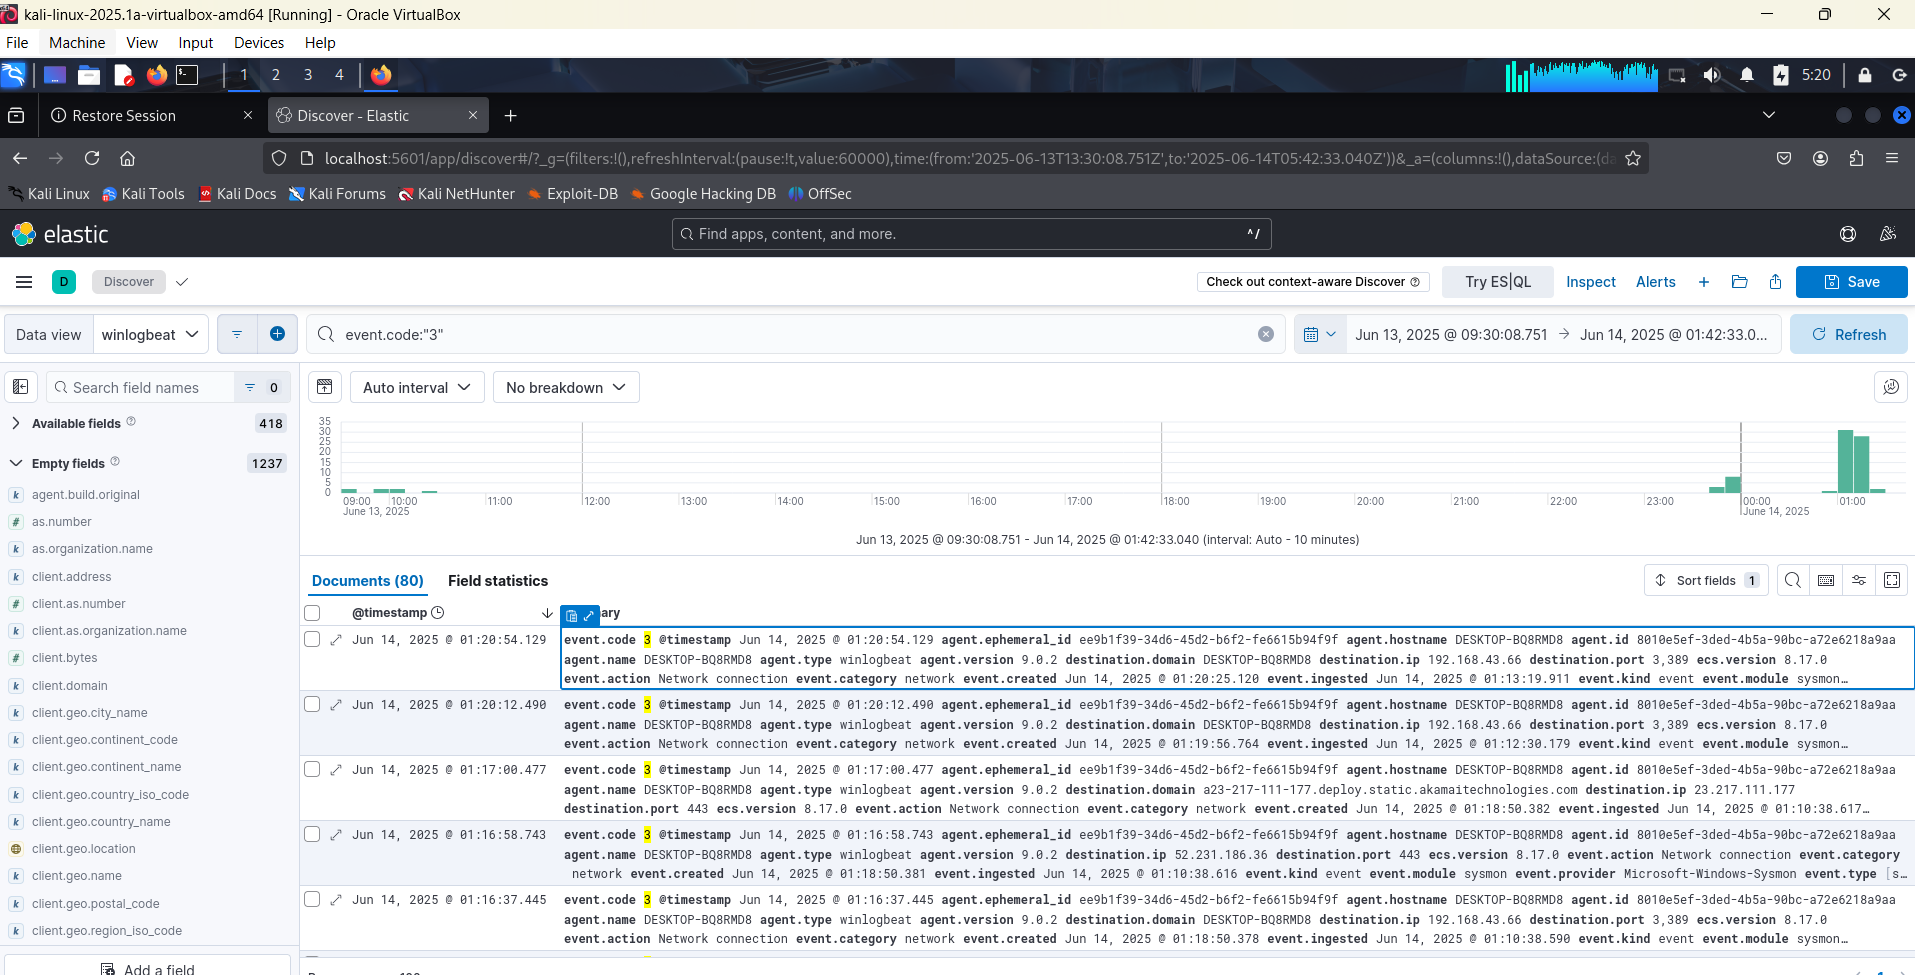 kali-linux-2025.1a-virtualbox-amd64 [Running] - Oracle VirtualBox
File Machine View Input Devices Help
1 2 3 4 5:20
Restore Session Discover - Elastic
localhost:5601/app/discover#/?_g=(filters:!(),refreshInterval:(pause:!t,value:60000),time:(from:'2025-06-13T13:30:08.751Z',to:'2025-06-14T05:42:33.040Z'))&_a=(columns:!(),dataSource:(da
Kali Linux Kali Tools Kali Docs Kali Forums Kali NetHunter Exploit-DB Google Hacking DB OffSec
elastic Find apps, content, and more. ^/
D Discover Check out context-aware Discover Try ES|QL Inspect Alerts Save
Data view winlogbeat event.code:"3" Jun 13, 2025 @ 09:30:08.751 → Jun 14, 2025 @ 01:42:33.0... Refresh
Search field names 0 Auto interval No breakdown
Available fields 418
Empty fields 1237
agent.build.original
as.number
as.organization.name
client.address
client.as.number
client.as.organization.name
client.bytes
client.domain
client.geo.city_name
client.geo.continent_code
client.geo.continent_name
client.geo.country_iso_code
client.geo.country_name
client.geo.location
client.geo.name
client.geo.postal_code
client.geo.region_iso_code
Add a field
35
30
25
20
15
10
5
0
09:00 10:00 11:00 12:00 13:00 14:00 15:00 16:00 17:00 18:00 19:00 20:00 21:00 22:00 23:00 00:00 01:00
June 13, 2025 June 14, 2025
Jun 13, 2025 @ 09:30:08.751 - Jun 14, 2025 @ 01:42:33.040 (interval: Auto - 10 minutes)
Documents (80) Field statistics Sort fields 1
@timestamp ary
Jun 14, 2025 @ 01:20:54.129 event.code 3 @timestamp Jun 14, 2025 @ 01:20:54.129 agent.ephemeral_id ee9b1f39-34d6-45d2-b6f2-fe6615b94f9f agent.hostname DESKTOP-BQ8RMD8 agent.id 8010e5ef-3ded-4b5a-90bc-a72e6218a9aa
agent.name DESKTOP-BQ8RMD8 agent.type winlogbeat agent.version 9.0.2 destination.domain DESKTOP-BQ8RMD8 destination.ip 192.168.43.66 destination.port 3,389 ecs.version 8.17.0
event.action Network connection event.category network event.created Jun 14, 2025 @ 01:20:25.120 event.ingested Jun 14, 2025 @ 01:13:19.911 event.kind event event.module sysmon…
Jun 14, 2025 @ 01:20:12.490 event.code 3 @timestamp Jun 14, 2025 @ 01:20:12.490 agent.ephemeral_id ee9b1f39-34d6-45d2-b6f2-fe6615b94f9f agent.hostname DESKTOP-BQ8RMD8 agent.id 8010e5ef-3ded-4b5a-90bc-a72e6218a9aa
agent.name DESKTOP-BQ8RMD8 agent.type winlogbeat agent.version 9.0.2 destination.domain DESKTOP-BQ8RMD8 destination.ip 192.168.43.66 destination.port 3,389 ecs.version 8.17.0
event.action Network connection event.category network event.created Jun 14, 2025 @ 01:19:56.764 event.ingested Jun 14, 2025 @ 01:12:30.179 event.kind event event.module sysmon…
Jun 14, 2025 @ 01:17:00.477 event.code 3 @timestamp Jun 14, 2025 @ 01:17:00.477 agent.ephemeral_id ee9b1f39-34d6-45d2-b6f2-fe6615b94f9f agent.hostname DESKTOP-BQ8RMD8 agent.id 8010e5ef-3ded-4b5a-90bc-a72e6218a9aa
agent.name DESKTOP-BQ8RMD8 agent.type winlogbeat agent.version 9.0.2 destination.domain a23-217-111-177.deploy.static.akamaitechnologies.com destination.ip 23.217.111.177
destination.port 443 ecs.version 8.17.0 event.action Network connection event.category network event.created Jun 14, 2025 @ 01:18:50.382 event.ingested Jun 14, 2025 @ 01:10:38.617…
Jun 14, 2025 @ 01:16:58.743 event.code 3 @timestamp Jun 14, 2025 @ 01:16:58.743 agent.ephemeral_id ee9b1f39-34d6-45d2-b6f2-fe6615b94f9f agent.hostname DESKTOP-BQ8RMD8 agent.id 8010e5ef-3ded-4b5a-90bc-a72e6218a9aa
agent.name DESKTOP-BQ8RMD8 agent.type winlogbeat agent.version 9.0.2 destination.ip 52.231.186.36 destination.port 443 ecs.version 8.17.0 event.action Network connection event.category
network event.created Jun 14, 2025 @ 01:18:50.381 event.ingested Jun 14, 2025 @ 01:10:38.616 event.kind event event.module sysmon event.provider Microsoft-Windows-Sysmon event.type [s…
Jun 14, 2025 @ 01:16:37.445 event.code 3 @timestamp Jun 14, 2025 @ 01:16:37.445 agent.ephemeral_id ee9b1f39-34d6-45d2-b6f2-fe6615b94f9f agent.hostname DESKTOP-BQ8RMD8 agent.id 8010e5ef-3ded-4b5a-90bc-a72e6218a9aa
agent.name DESKTOP-BQ8RMD8 agent.type winlogbeat agent.version 9.0.2 destination.domain DESKTOP-BQ8RMD8 destination.ip 192.168.43.66 destination.port 3,389 ecs.version 8.17.0
event.action Network connection event.category network event.created Jun 14, 2025 @ 01:18:50.378 event.ingested Jun 14, 2025 @ 01:10:38.590 event.kind event event.module sysmon…